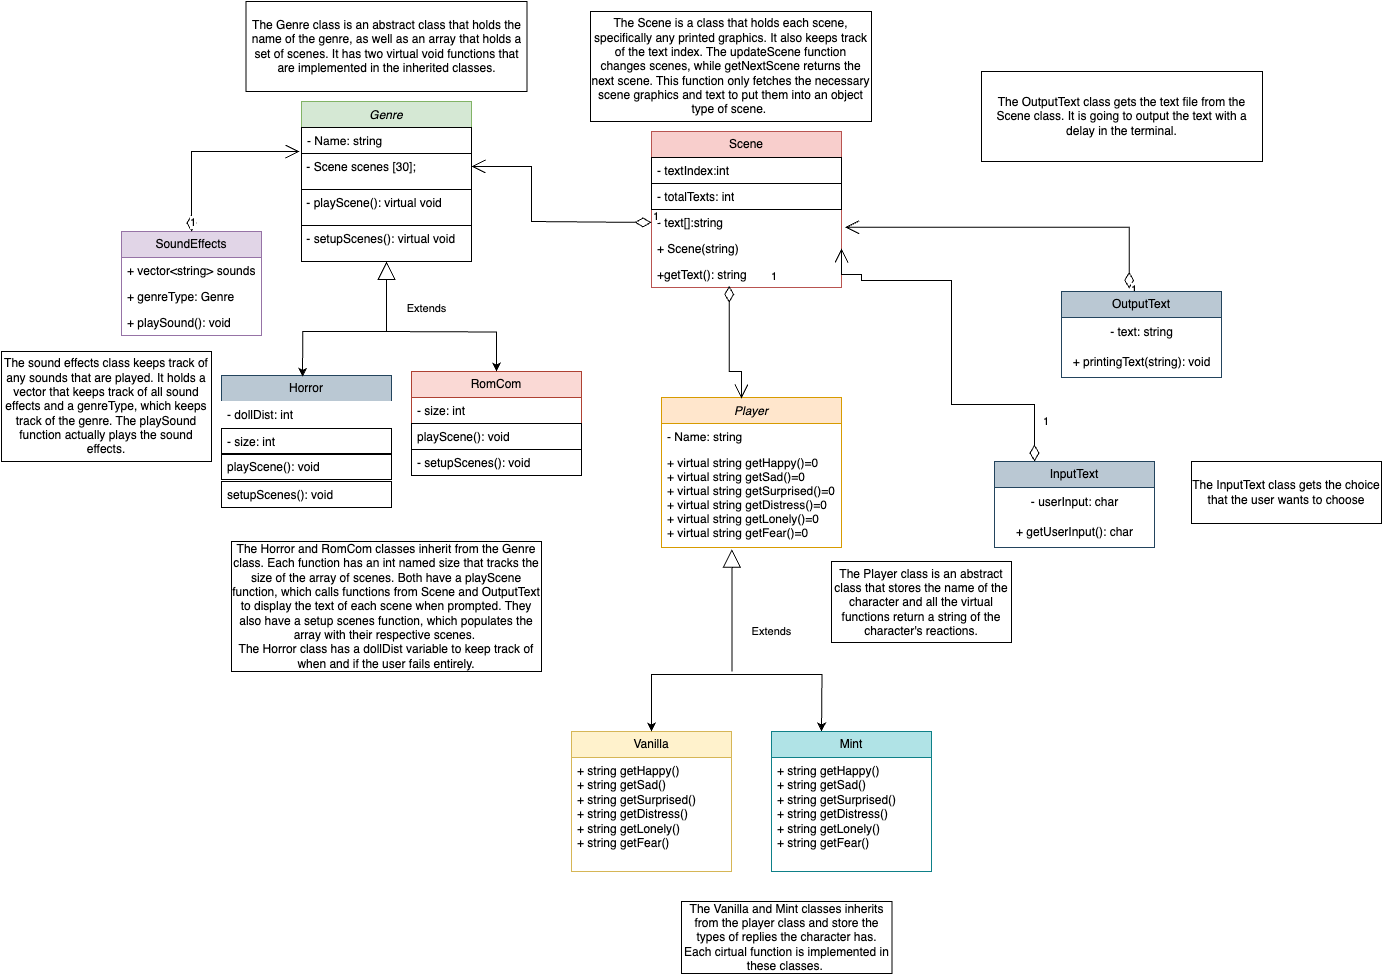 The Genre class is an abstract class that holds the
name of the genre, as well as an array that holds a
set of scenes. It has two virtual void functions that
are implemented in the inherited classes.
The Scene is a class that holds each scene,
specifically any printed graphics. It also keeps track
of the text index. The updateScene function
changes scenes, while getNextScene returns the
next scene. This function only fetches the necessary
scene graphics and text to put them into an object
type of scene.
The OutputText class gets the text file from the
Scene class. It is going to output the text with a
delay in the terminal.
Genre
- Name: string
- Scene scenes [30];
- playScene(): virtual void
- setupScenes(): virtual void
Scene
- textIndex:int
- totalTexts: int
1
- text[]:string
+ Scene(string)
+getText(): string
1
1
SoundEffects
+ vector<string> sounds
+ genreType: Genre
+ playSound(): void
Extends
1
OutputText
- text: string
+ printingText(string): void
The sound effects class keeps track of
any sounds that are played. It holds a
vector that keeps track of all sound
effects and a genreType, which keeps
track of the genre. The playSound
function actually plays the sound
effects.
Horror
- dollDist: int
- size: int
playScene(): void
setupScenes(): void
RomCom
- size: int
playScene(): void
- setupScenes(): void
Player
- Name: string
+ virtual string getHappy()=0
+ virtual string getSad()=0
+ virtual string getSurprised()=0
+ virtual string getDistress()=0
+ virtual string getLonely()=0
+ virtual string getFear()=0
1
InputText
- userInput: char
+ getUserInput(): char
The InputText class gets the choice
that the user wants to choose
The Horror and RomCom classes inherit from the Genre
class. Each function has an int named size that tracks the
size of the array of scenes. Both have a playScene
function, which calls functions from Scene and OutputText
to display the text of each scene when prompted. They
also have a setup scenes function, which populates the
array with their respective scenes.
The Horror class has a dollDist variable to keep track of
when and if the user fails entirely.
The Player class is an abstract
class that stores the name of the
character and all the virtual
functions return a string of the
character's reactions.
Extends
Vanilla
+ string getHappy()
+ string getSad()
+ string getSurprised()
+ string getDistress()
+ string getLonely()
+ string getFear()
Mint
+ string getHappy()
+ string getSad()
+ string getSurprised()
+ string getDistress()
+ string getLonely()
+ string getFear()
The Vanilla and Mint classes inherits
from the player class and store the
types of replies the character has.
Each cirtual function is implemented in
these classes.